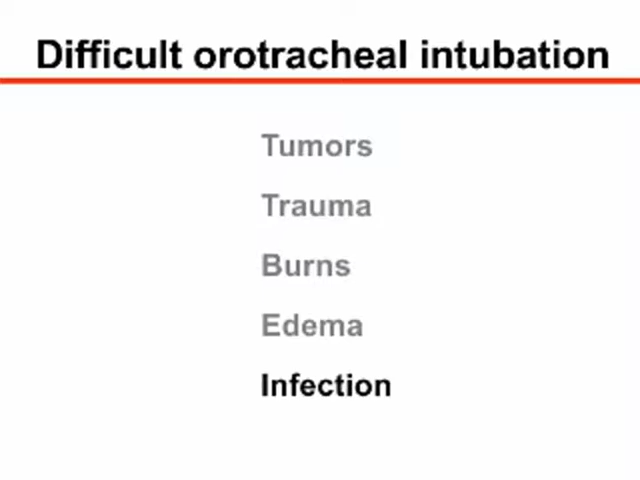 Difficult orotracheal intubation
Tumors
Trauma
Burns
Edema
Infection